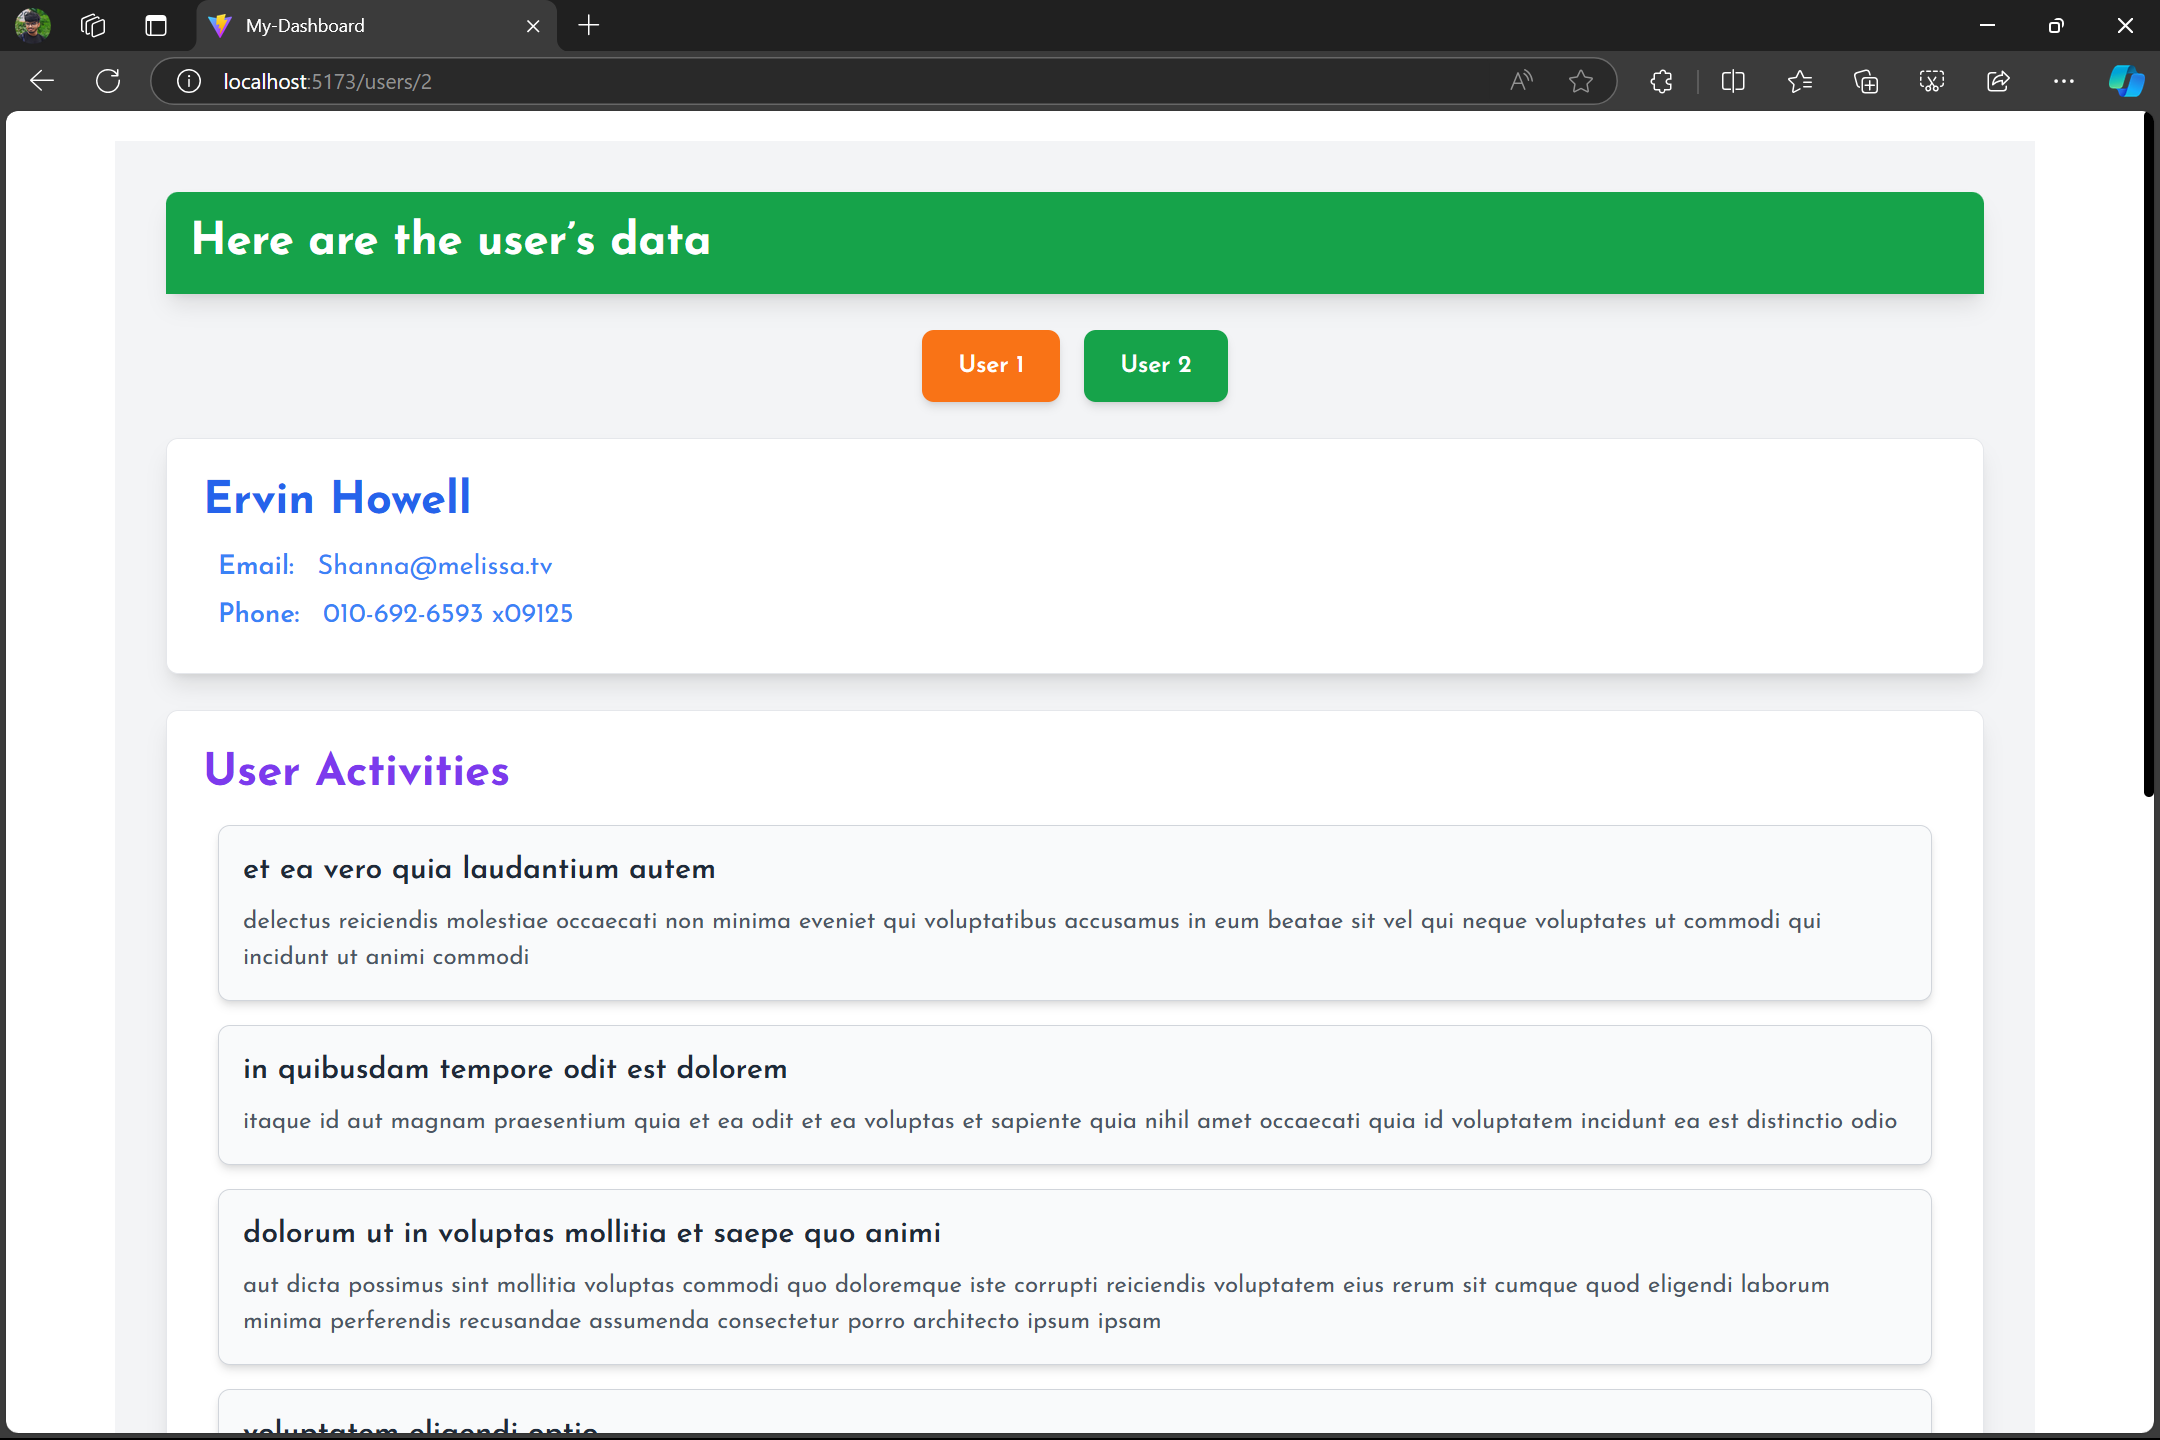 My-Dashboard
localhost:5173/users/2
Here are the user's data
User 1
User 2
Ervin Howell
Email: Shanna@melissa.tv
Phone: 010-692-6593 x09125
User Activities
et ea vero quia laudantium autem
delectus reiciendis molestiae occaecati non minima eveniet qui voluptatibus accusamus in eum beatae sit vel qui neque voluptates ut commodi qui
incidunt ut animi commodi
in quibusdam tempore odit est dolorem
itaque id aut magnam praesentium quia et ea odit et ea voluptas et sapiente quia nihil amet occaecati quia id voluptatem incidunt ea est distinctio odio
dolorum ut in voluptas mollitia et saepe quo animi
aut dicta possimus sint mollitia voluptas commodi quo doloremque iste corrupti reiciendis voluptatem eius rerum sit cumque quod eligendi laborum
minima perferendis recusandae assumenda consectetur porro architecto ipsum ipsam
voluptatem eligendi optio